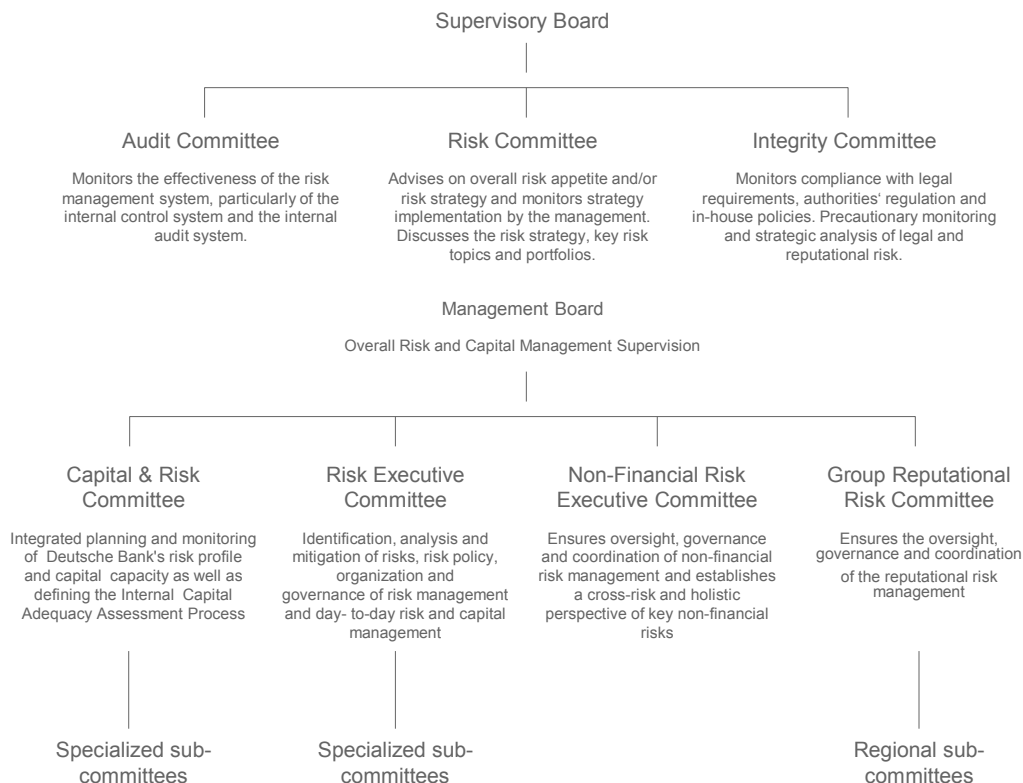 Supervisory Board
Audit Committee
Monitors the effectiveness of the risk
management system, particularly of the
internal control system and the internal
audit system.
Risk Committee
Advises on overall risk appetite and/or
risk strategy and monitors strategy
implementation by the management.
Discusses the risk strategy, key risk
topics and portfolios.
Integrity Committee
Monitors compliance with legal
requirements, authorities' regulation and
in-house policies. Precautionary monitoring
and strategic analysis of legal and
reputational risk.
Management Board
Overall Risk and Capital Management Supervision
Capital & Risk
Committee
Integrated planning and monitoring
of Deutsche Bank's risk profile
and capital capacity as well as
defining the Internal Capital
Adequacy Assessment Process
Specialized sub-
committees
Risk Executive
Committee
Identification, analysis and
mitigation of risks, risk policy,
organization and
governance of risk management
and day- to-day risk and capital
management
Specialized sub-
committees
Non-Financial Risk
Executive Committee
Ensures oversight, governance
and coordination of non-financial
risk management and establishes
a cross-risk and holistic
perspective of key non-financial
risks
Group Reputational
Risk Committee
Ensures the oversight,
governance and coordination
of the reputational risk
management
Regional sub-
committees